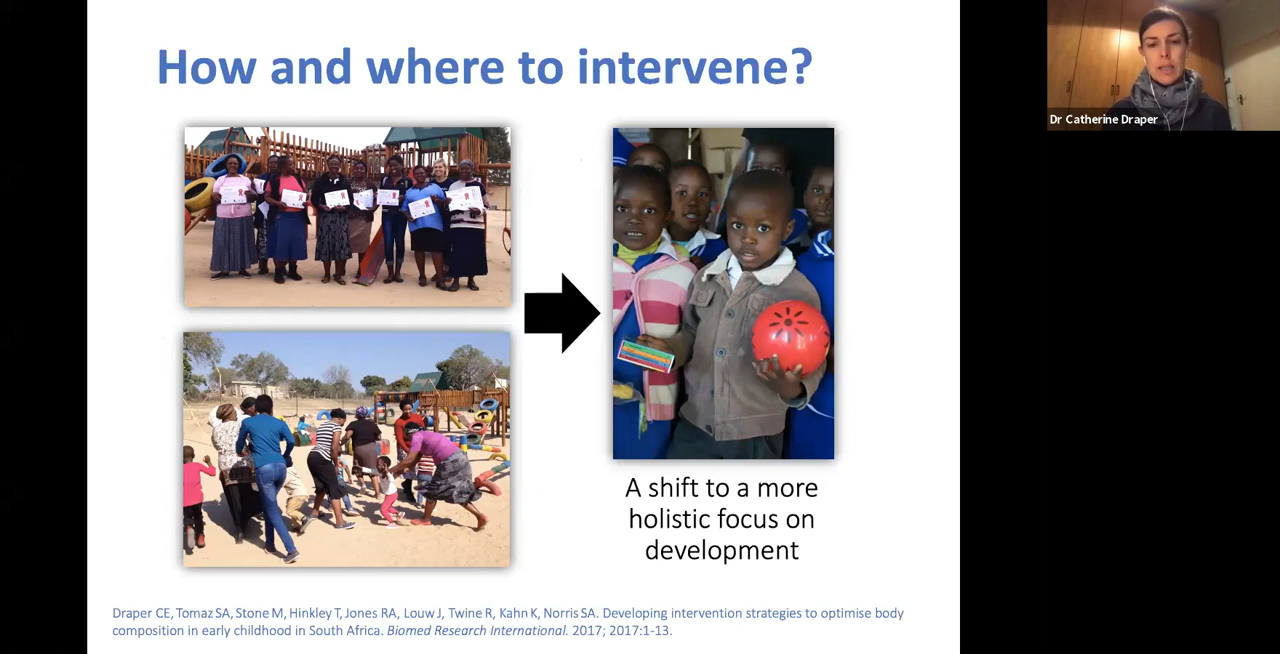 How and where to intervene?
Dr Catherine Draper
A shift to a more
holistic focus on
development
Draper CE, Tomaz SA, Stone M, Hinkley T, Jones RA, Louw J, Twine R, Kahn K, Norris SA. Developing intervention strategies to optimise body
composition in early childhood in South Africa. Biomed Research International. 2017; 2017:1-13.